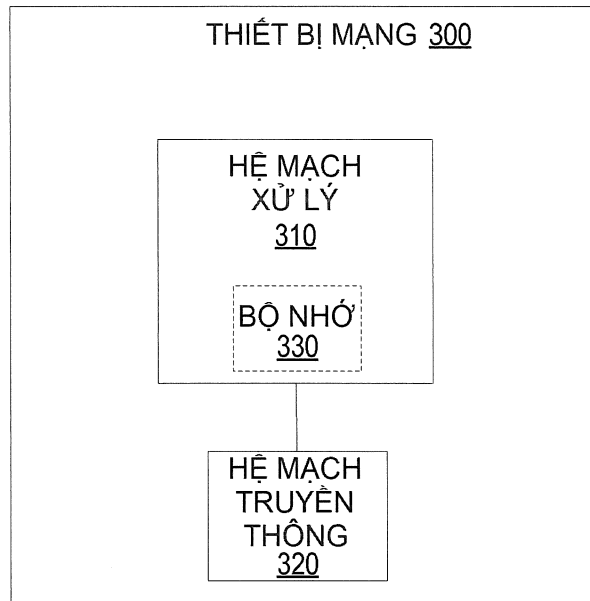 THIẾT BỊ MẠNG 300
HỆ MẠCH
XỬ LÝ
310
BỘ NHỚ
330
HỆ MẠCH
TRUYỀN
THÔNG
320